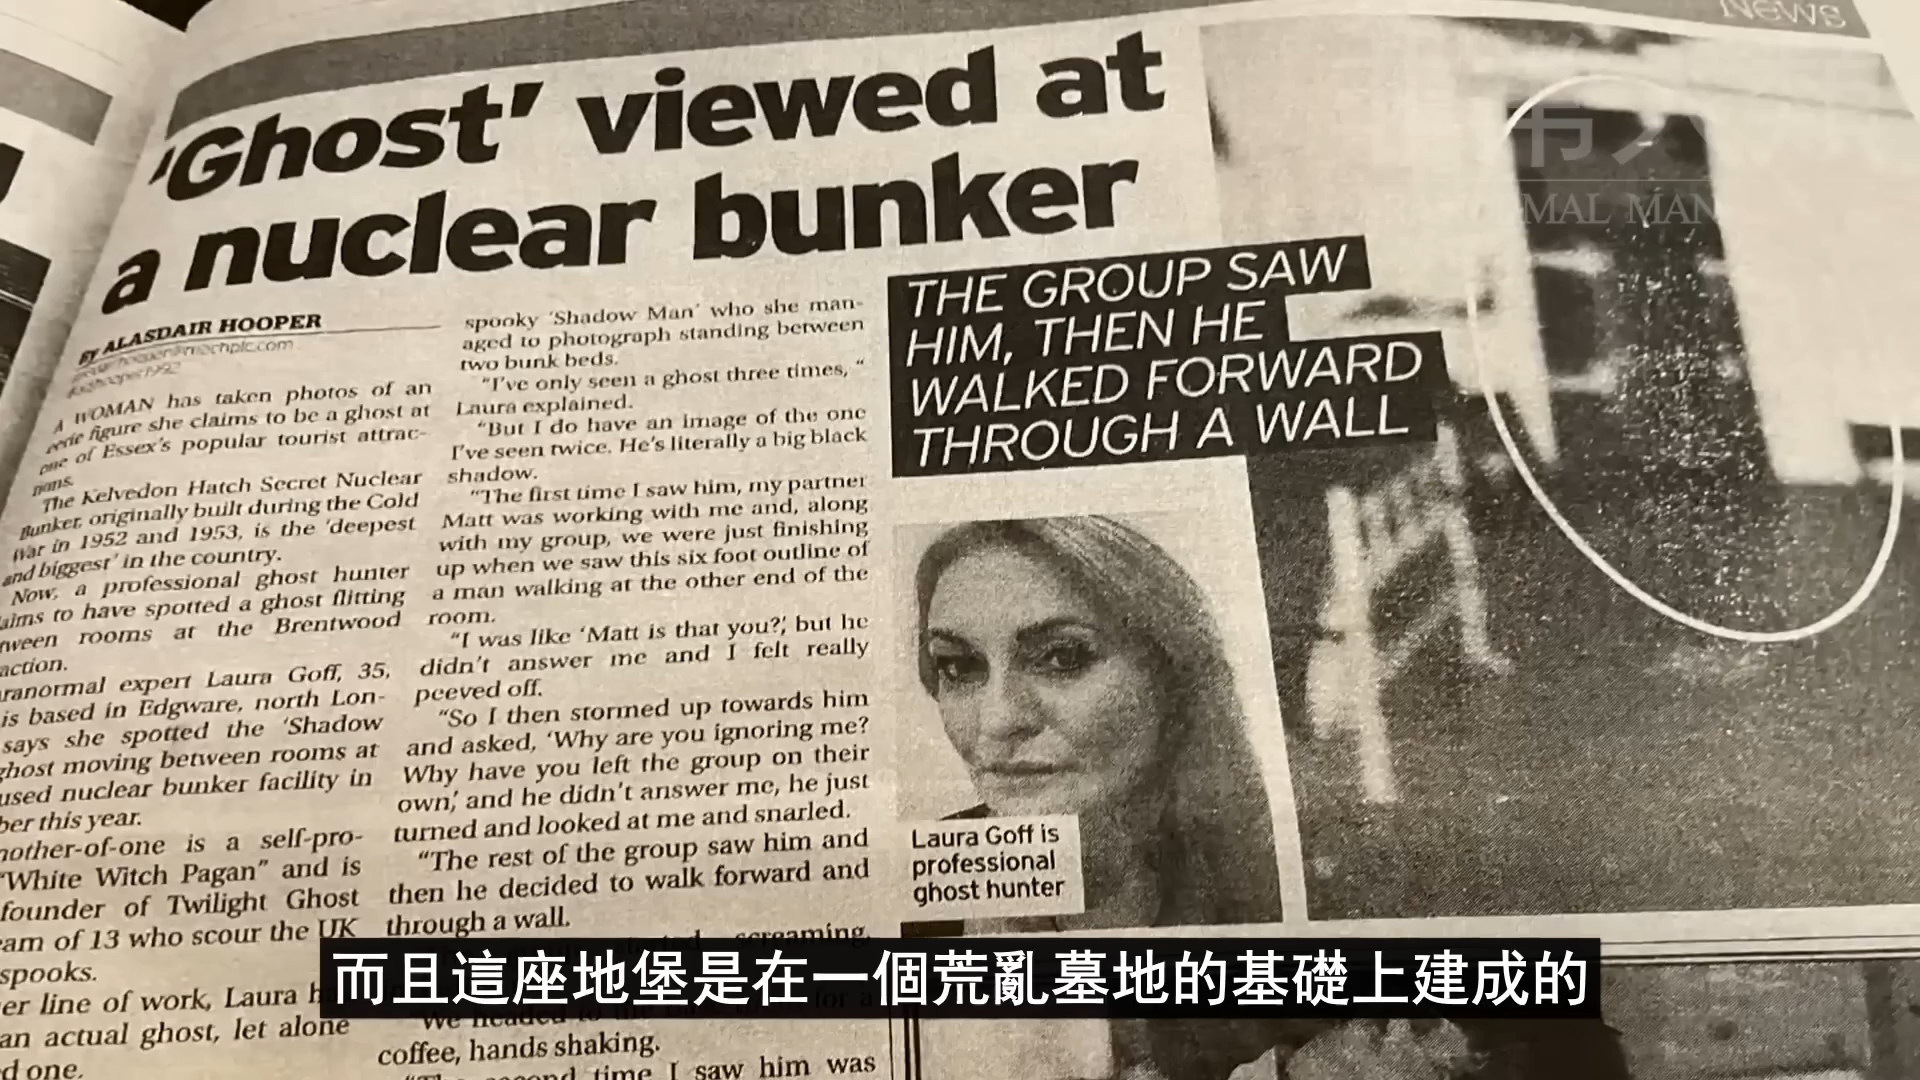 News
'Ghost' viewed at
a nuclear bunker
By ALASDAIR HOOPER
A WOMAN has taken photos of an
eerie figure she claims to be a ghost at
one of Essex's popular tourist attrac-
tions.
The Kelvedon Hatch Secret Nuclear
Bunker, originally built during the Cold
War in 1952 and 1953, is the 'deepest
and biggest' in the country.
Now, a professional ghost hunter
aims to have spotted a ghost flitting
tween rooms at the Brentwood
action.
ranormal expert Laura Goff, 35,
is based in Edgware, north Lon-
says she spotted the 'Shadow
ghost moving between rooms at
used nuclear bunker facility in
ber this year.
mother-of-one is a self-pro-
"White Witch Pagan" and is
founder of Twilight Ghost
eam of 13 who scour the UK
spooks.
er line of work, Laura
an actual ghost, let alone
d one.
spooky 'Shadow Man' who she man-
aged to photograph standing between
two bunk beds.
"I've only seen a ghost three times, "
Laura explained.
"But I do have an image of the one
I've seen twice. He's literally a big black
shadow.
"The first time I saw him, my partner
Matt was working with me and, along
with my group, we were just finishing
up when we saw this six foot outline of
a man walking at the other end of the
room.
"I was like 'Matt is that you?', but he
didn't answer me and I felt really
peeved off.
"So I then stormed up towards him
and asked, 'Why are you ignoring me?
Why have you left the group on their
own,' and he didn't answer me, he just
turned and looked at me and snarled.
"The rest of the group saw him and
then he decided to walk forward and
through a wall.
screaming,
"We headed
coffee, hands shaking.
time I saw him was
THE GROUP SAW
HIM, THEN HE
WALKED FORWARD
THROUGH A WALL
Laura Goff is
professional
ghost hunter
MAL MAN
而且這座地堡是在一個荒亂墓地的基礎上建成的